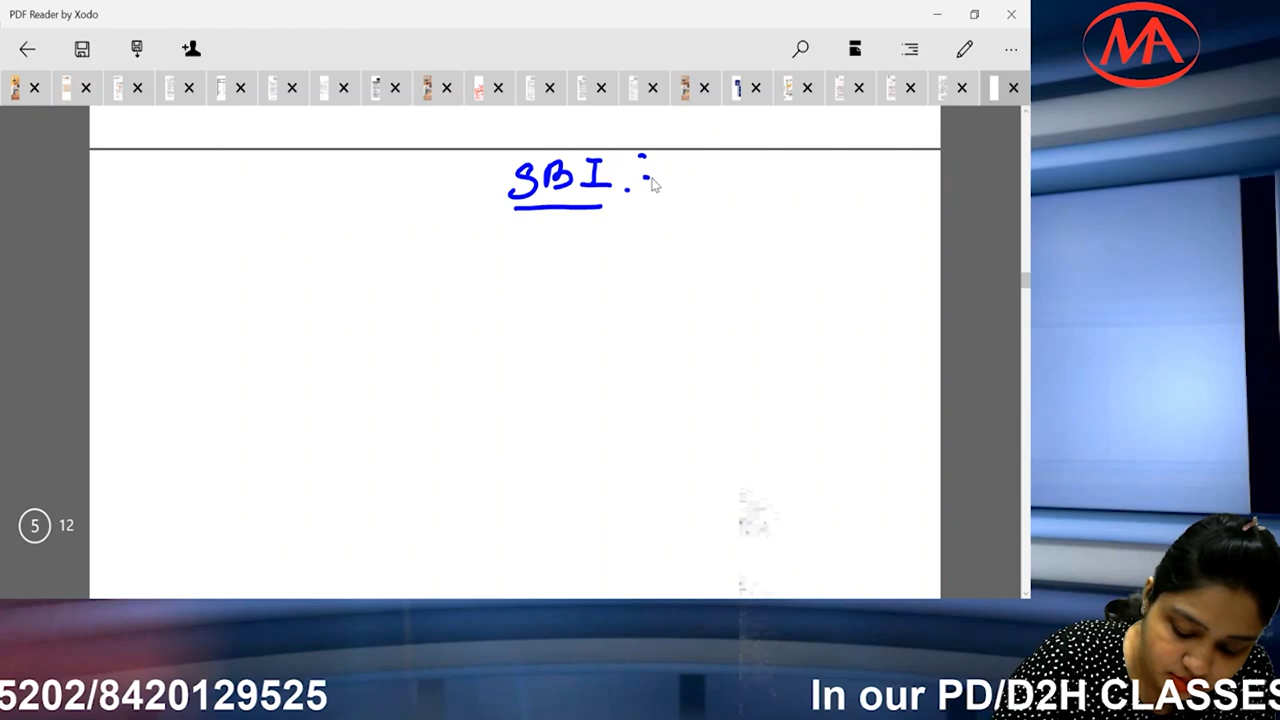 PDF Reader by Xodo
MA
SBI
5 12
5202/8420129525 In our PD/D2H CLASSES